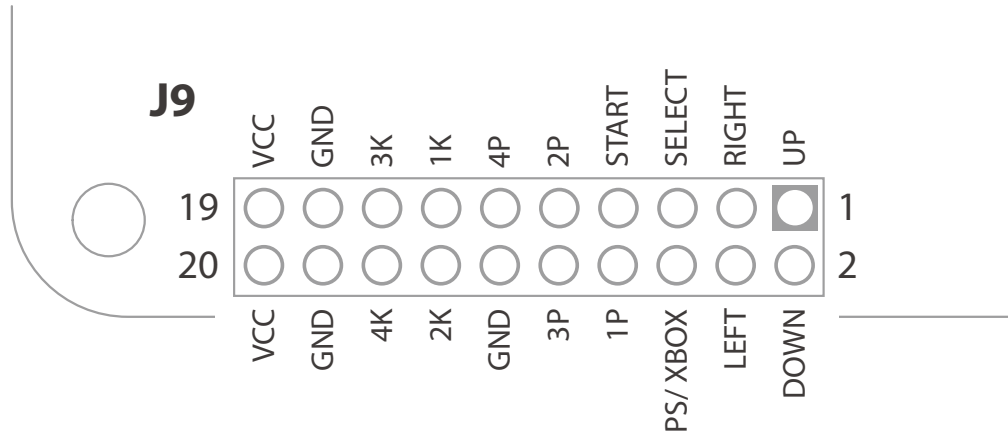 J9
VCC GND 3K 1K 4P 2P START SELECT RIGHT UP
19 1
20 2
VCC GND 4K 2K GND 3P 1P PS/ XBOX LEFT DOWN